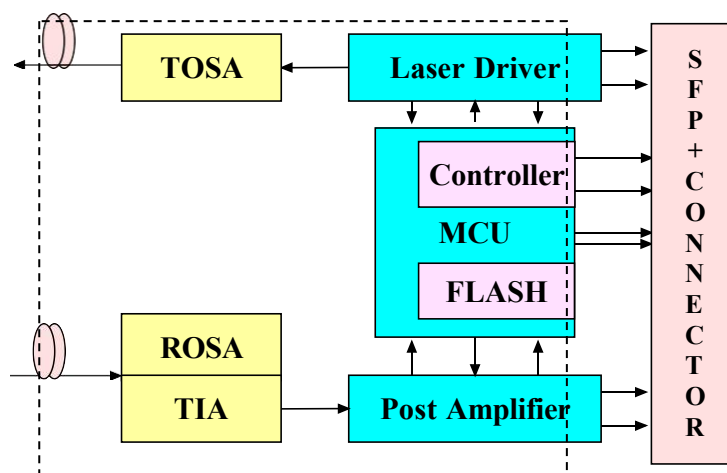 TOSA
Laser Driver
Controller
MCU
FLASH
ROSA
TIA
Post Amplifier
S
F
P
+
C
O
N
N
E
C
T
O
R